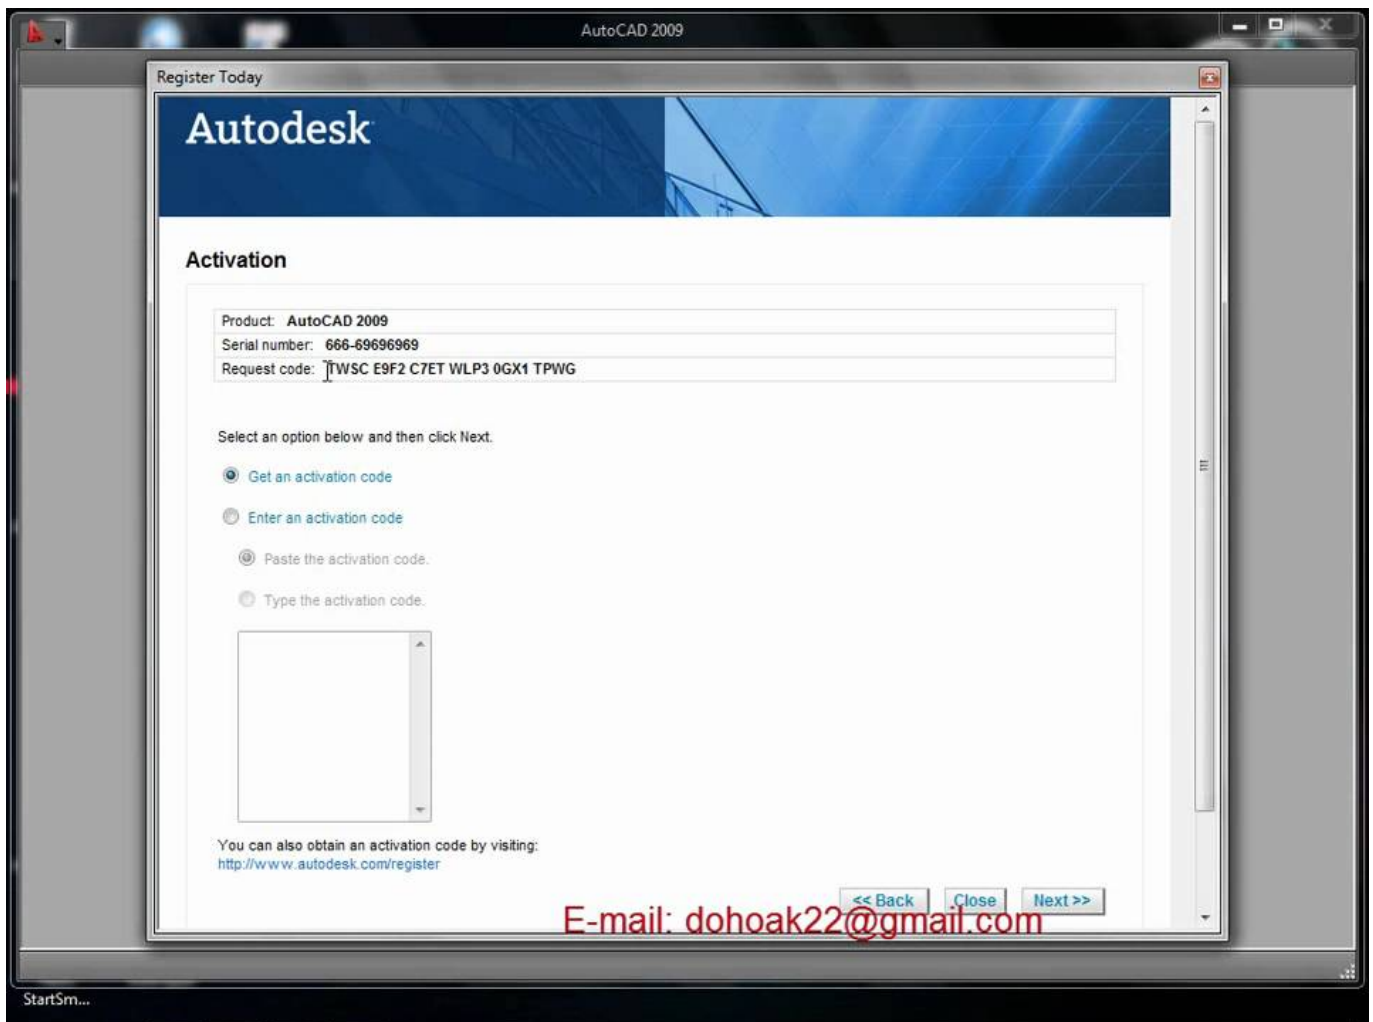 AutoCAD 2009
Register Today
Autodesk
Activation
Product: AutoCAD 2009
Serial number: 666-69696969
Request code: TWSC E9F2 C7ET WLP3 0GX1 TPWG
Select an option below and then click Next.
Get an activation code
Enter an activation code
Paste the activation code.
Type the activation code.
You can also obtain an activation code by visiting:
http://www.autodesk.com/register
<< Back Close Next >>
E-mail: dohoak22@gmail.com
StartSm...